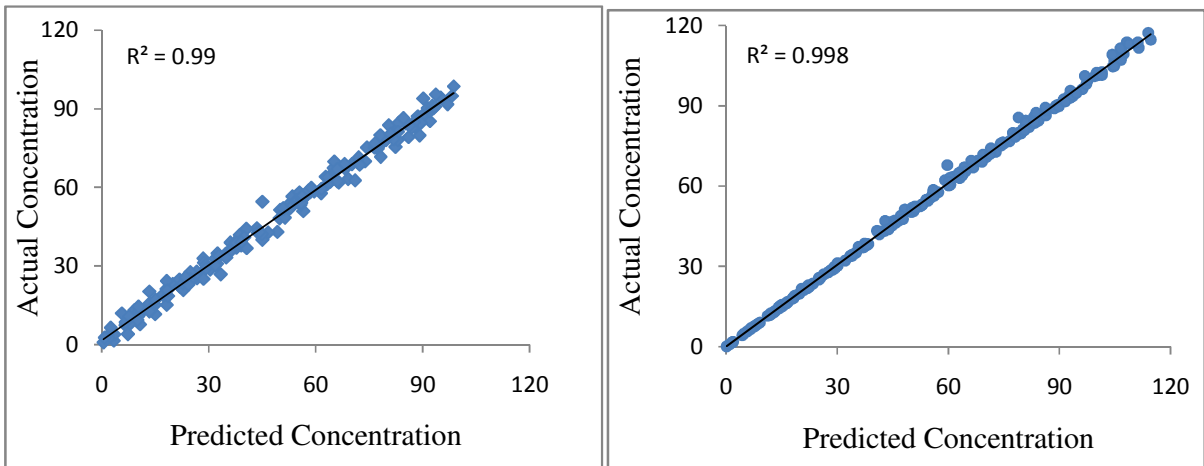 120
R² = 0.99
90
60
30
0
0 30 60 90 120
Actual Concentration
Predicted Concentration
120
R² = 0.998
90
60
30
0
0 30 60 90 120
Actual Concentration
Predicted Concentration